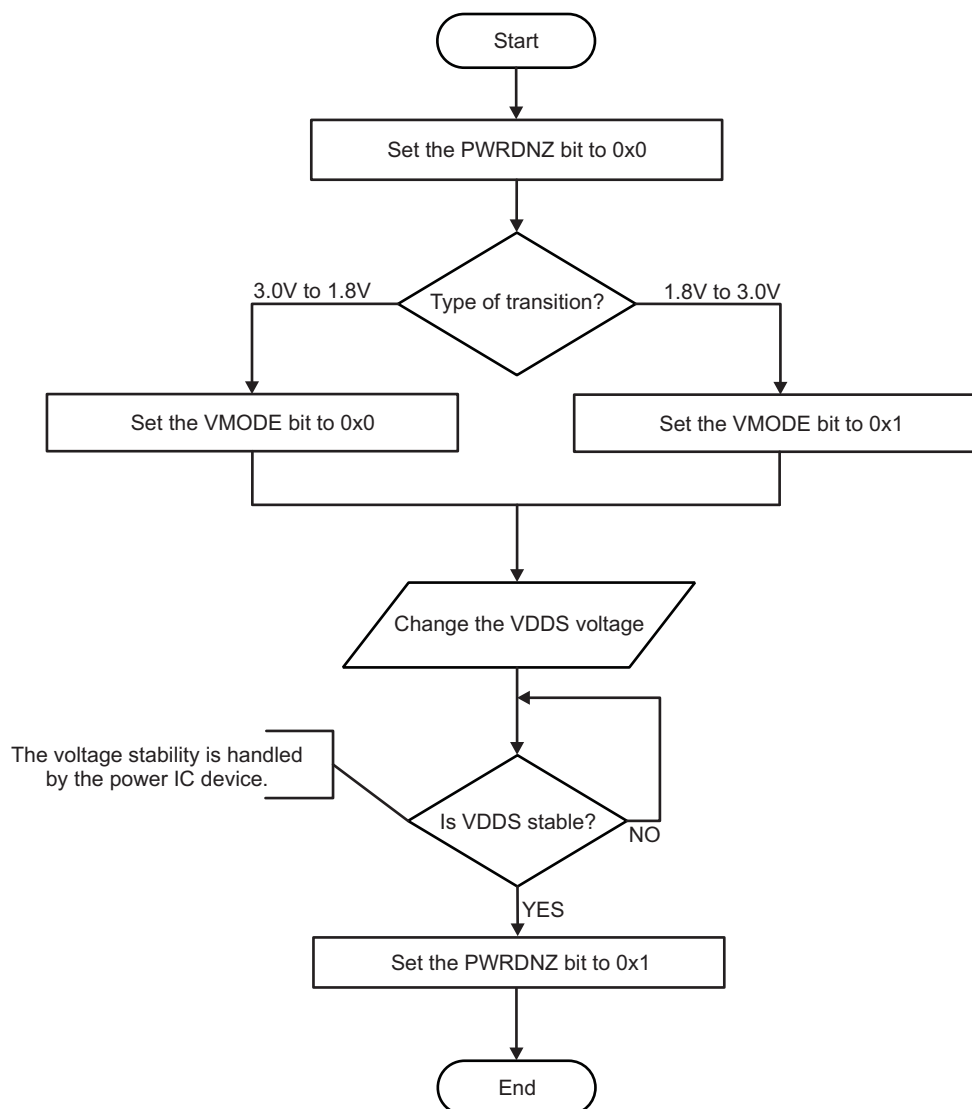 Start
Set the PWRDNZ bit to 0x0
Type of transition?
3.0V to 1.8V
1.8V to 3.0V
Set the VMODE bit to 0x0
Set the VMODE bit to 0x1
Change the VDDS voltage
The voltage stability is handled
by the power IC device.
Is VDDS stable?
NO
YES
Set the PWRDNZ bit to 0x1
End